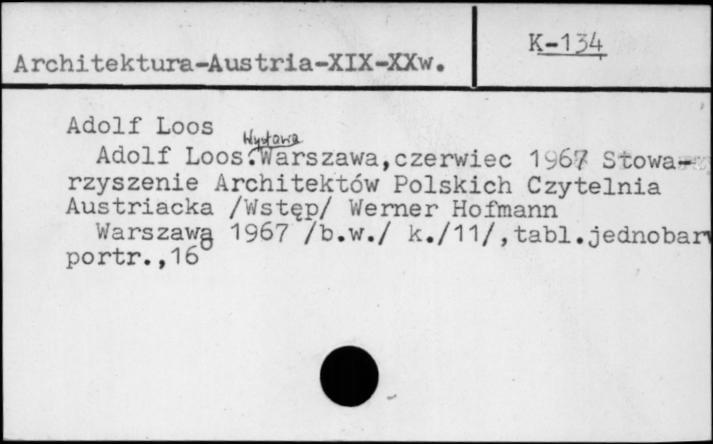 K-134
Architektura-Austria-XIX-XXw.
Adolf Loos
Wystawa
Adolf Loos.Warszawa,czerwiec 1967 Stowa-
rzyszenie Architektów Polskich Czytelnia
Austriacka /Wstęp/ Werner Hofmann
Warszawa 1967 /b.w./ k./11/,tabl.jednobarw
portr.,16°